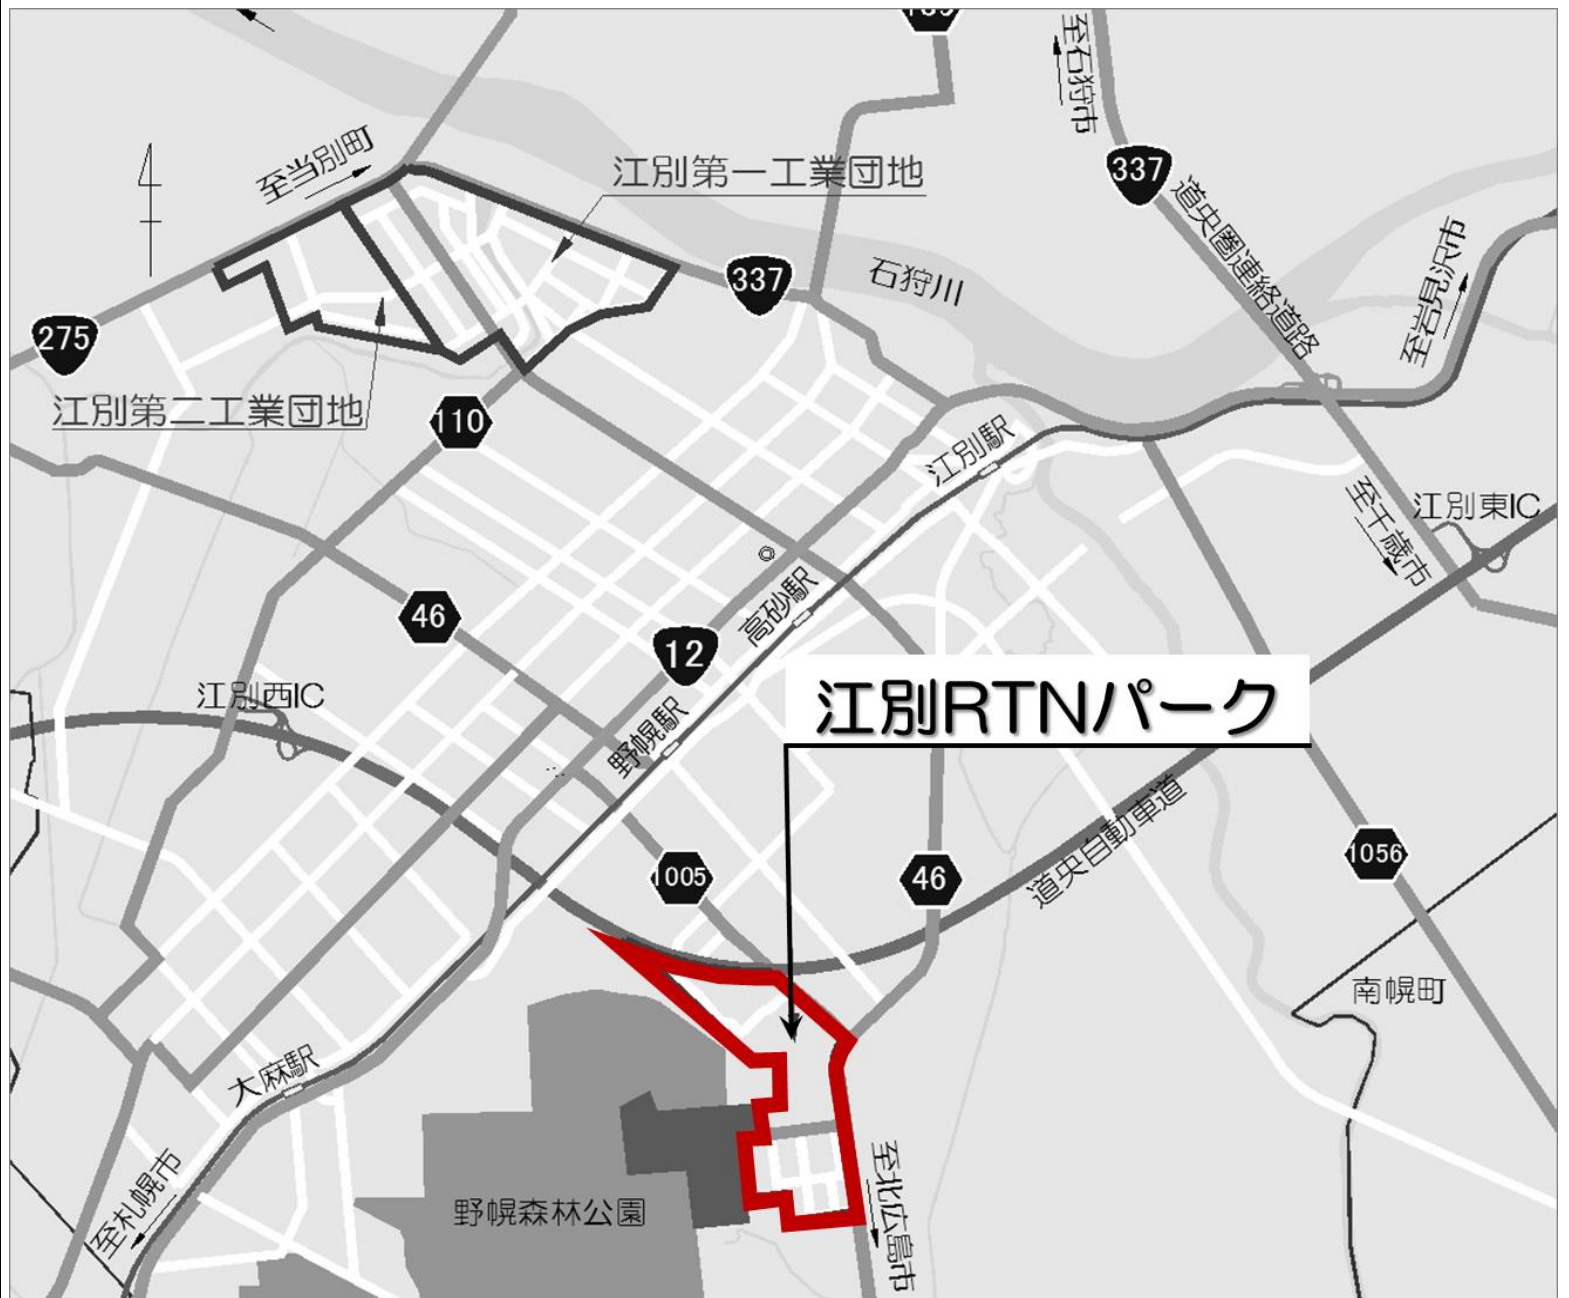 至石狩市
至当別町
江別第一工業団地
337
道央圏連絡道路
石狩川
337
至岩見沢市
275
江別第二工業団地
110
江別駅
至千歳市
江別東IC
高砂駅
46
12
江別西IC
野幌駅
江別RTNパーク
道央自動車道
1005
46
1056
南幌町
大麻駅
至札幌市
野幌森林公園
至北広島市